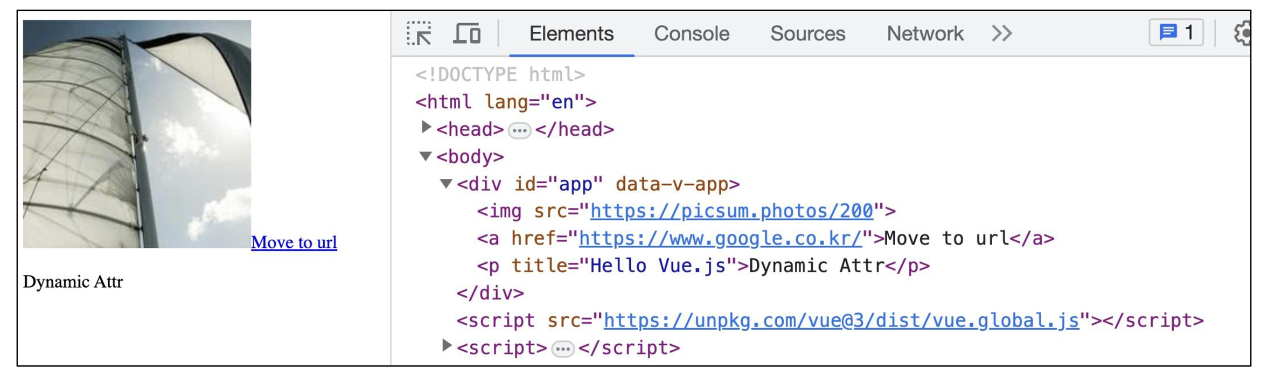 Move to url
Dynamic Attr
Elements Console Sources Network 1
<!DOCTYPE html>
<html lang="en">
<head> ••• </head>
<body>
<div id="app" data-v-app>
<img src="https://picsum.photos/200">
<a href="https://www.google.co.kr/">Move to url</a>
<p title="Hello Vue.js">Dynamic Attr</p>
</div>
<script src="https://unpkg.com/vue@3/dist/vue.global.js"></script>
<script> ••• </script>